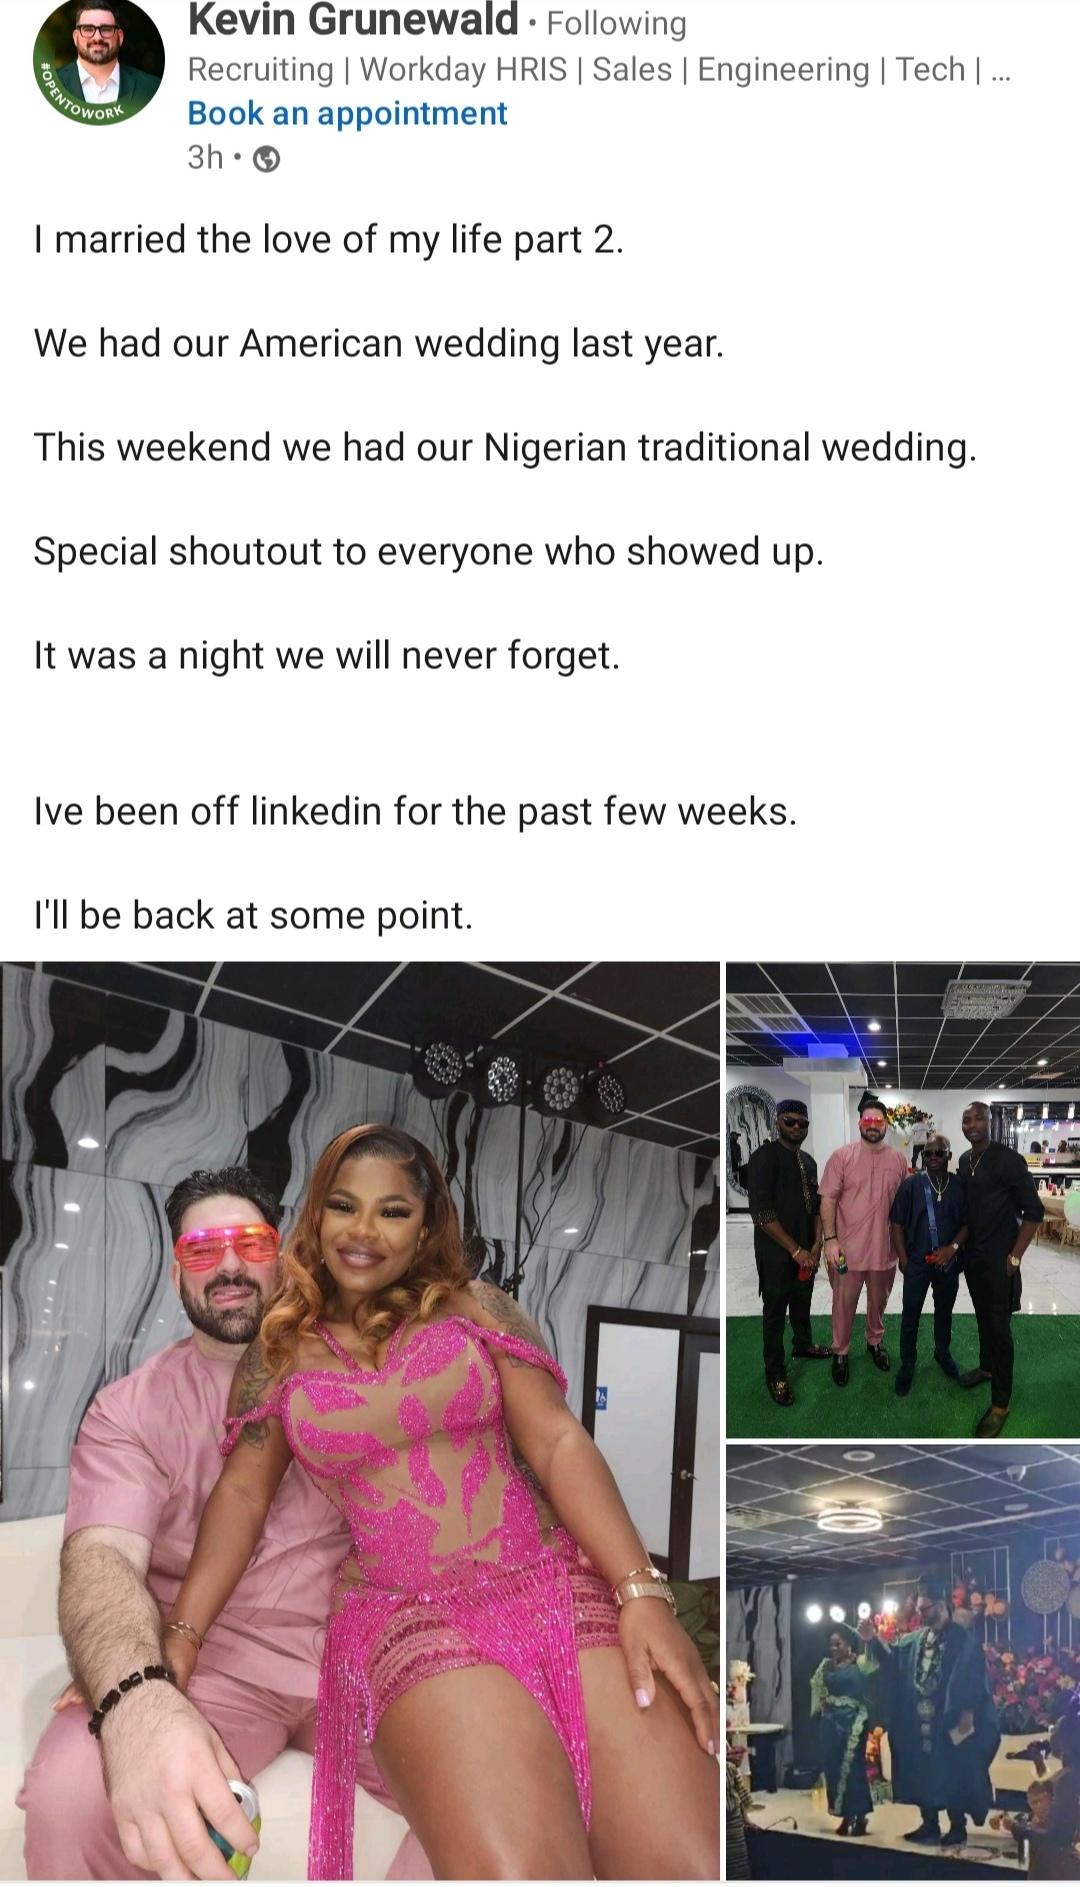 Kevin Grunewald • Following
Recruiting | Workday HRIS | Sales | Engineering | Tech | ...
#OPENTOWORK
Book an appointment
3h •
I married the love of my life part 2.
We had our American wedding last year.
This weekend we had our Nigerian traditional wedding.
Special shoutout to everyone who showed up.
It was a night we will never forget.
Ive been off linkedin for the past few weeks.
I'll be back at some point.